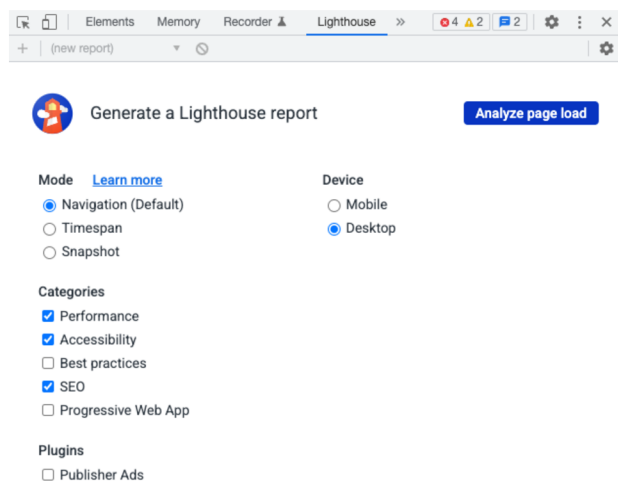 Elements Memory Recorder Lighthouse » 4 2 2
+ (new report)
Generate a Lighthouse report Analyze page load
Mode Learn more Device
Navigation (Default) Mobile
Timespan Desktop
Snapshot
Categories
Performance
Accessibility
Best practices
SEO
Progressive Web App
Plugins
Publisher Ads